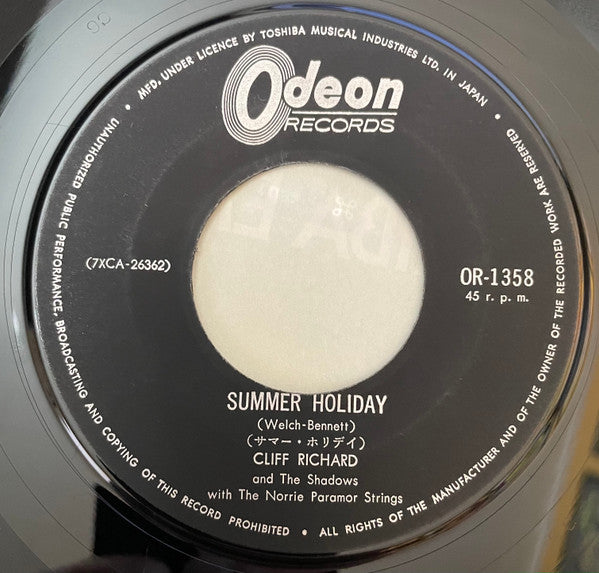 MFD. UNDER LICENCE BY TOSHIBA MUSICAL INDUSTRIES LTD. IN JAPAN
Odeon
RECORDS
(7XCA-26362)
OR-1358
45 r. p. m.
SUMMER HOLIDAY
(Welch-Bennett)
(サマー・ホリデイ)
CLIFF RICHARD
and The Shadows
with The Norrie Paramor Strings
• ALL RIGHTS OF THE MANUFACTURER AND OF THE OWNER OF THE RECORDED WORK ARE RESERVED •
UNAUTHORIZED PUBLIC PERFORMANCE, BROADCASTING AND COPYING OF THIS RECORD PROHIBITED